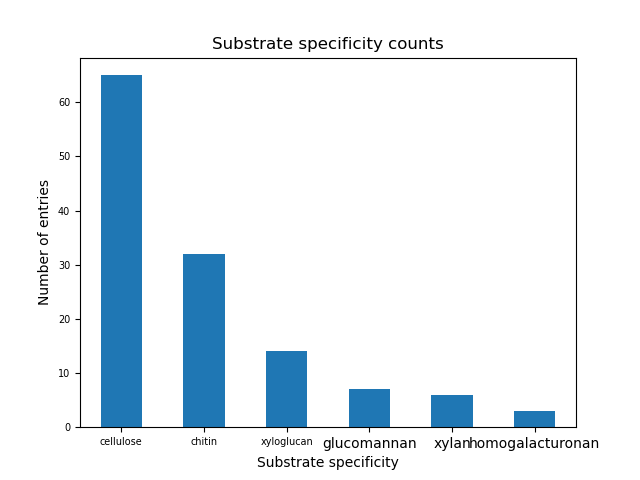 Substrate specificity counts
Number of entries
60
50
40
30
20
10
0
cellulose chitin xyloglucan glucomannan xylan homogalacturonan
Substrate specificity